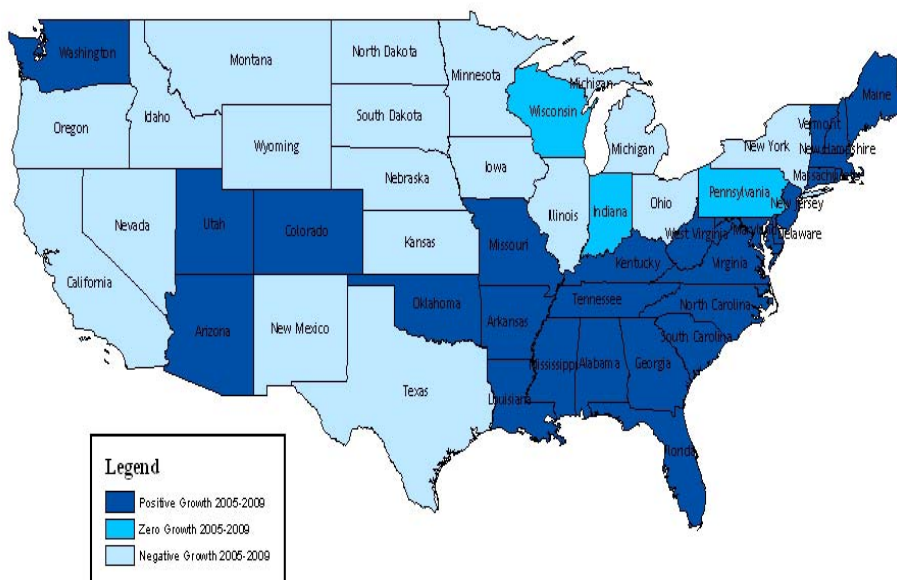 Washington
Montana
North Dakota
Minnesota
Michigan
Maine
Oregon
Idaho
South Dakota
Wisconsin
Vermont
New Hampshire
Wyoming
Michigan
New York
Iowa
Massachusetts
Nebraska
Pennsylvania
Nevada
Utah
Colorado
Illinois
Indiana
Ohio
New Jersey
Kansas
Missouri
West Virginia
Maryland
Delaware
California
Kentucky
Virginia
Arizona
New Mexico
Oklahoma
Arkansas
Tennessee
North Carolina
South Carolina
Texas
Louisiana
Mississippi
Alabama
Georgia
Florida
Legend
Positive Growth 2005-2009
Zero Growth 2005-2009
Negative Growth 2005-2009